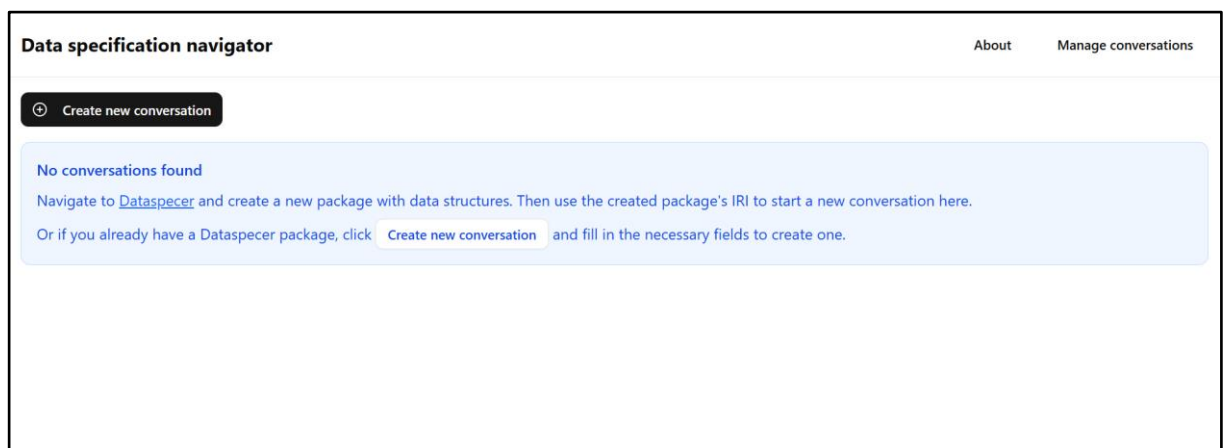 Data specification navigator About Manage conversations
Create new conversation
No conversations found
Navigate to Dataspecer and create a new package with data structures. Then use the created package's IRI to start a new conversation here.
Or if you already have a Dataspecer package, click Create new conversation and fill in the necessary fields to create one.